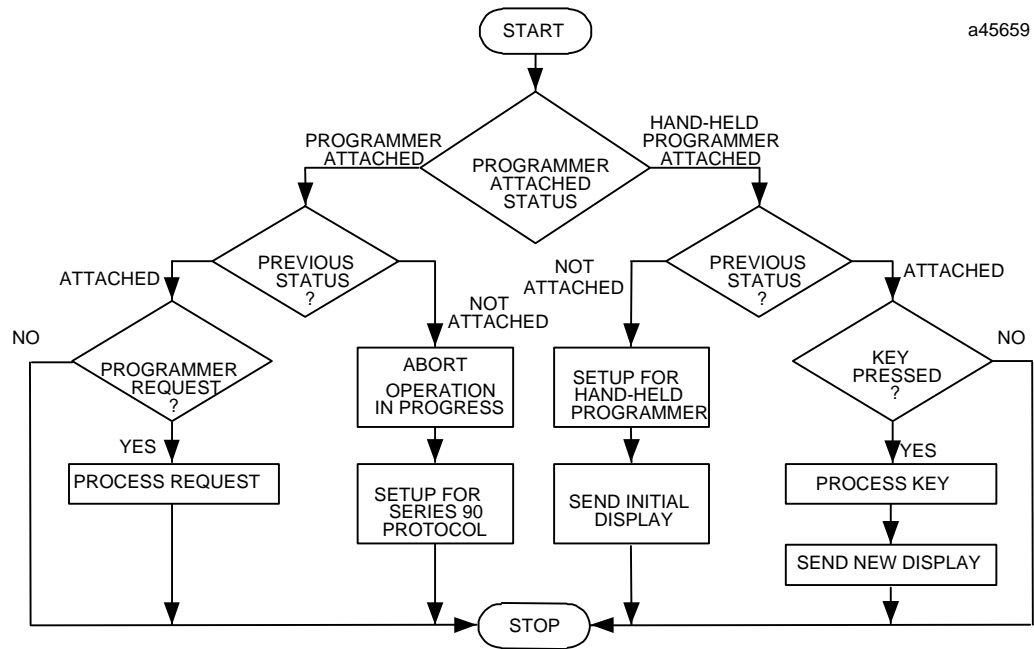 START
a45659
PROGRAMMER
ATTACHED
HAND-HELD
PROGRAMMER
ATTACHED
PROGRAMMER
ATTACHED
STATUS
PREVIOUS
STATUS
?
PREVIOUS
STATUS
?
ATTACHED
NOT
ATTACHED
NOT
ATTACHED
ATTACHED
NO
PROGRAMMER
REQUEST
?
ABORT
OPERATION
IN PROGRESS
SETUP FOR
HAND-HELD
PROGRAMMER
KEY
PRESSED
?
NO
YES
YES
PROCESS REQUEST
SETUP FOR
SERIES 90
PROTOCOL
SEND INITIAL
DISPLAY
PROCESS KEY
SEND NEW DISPLAY
STOP